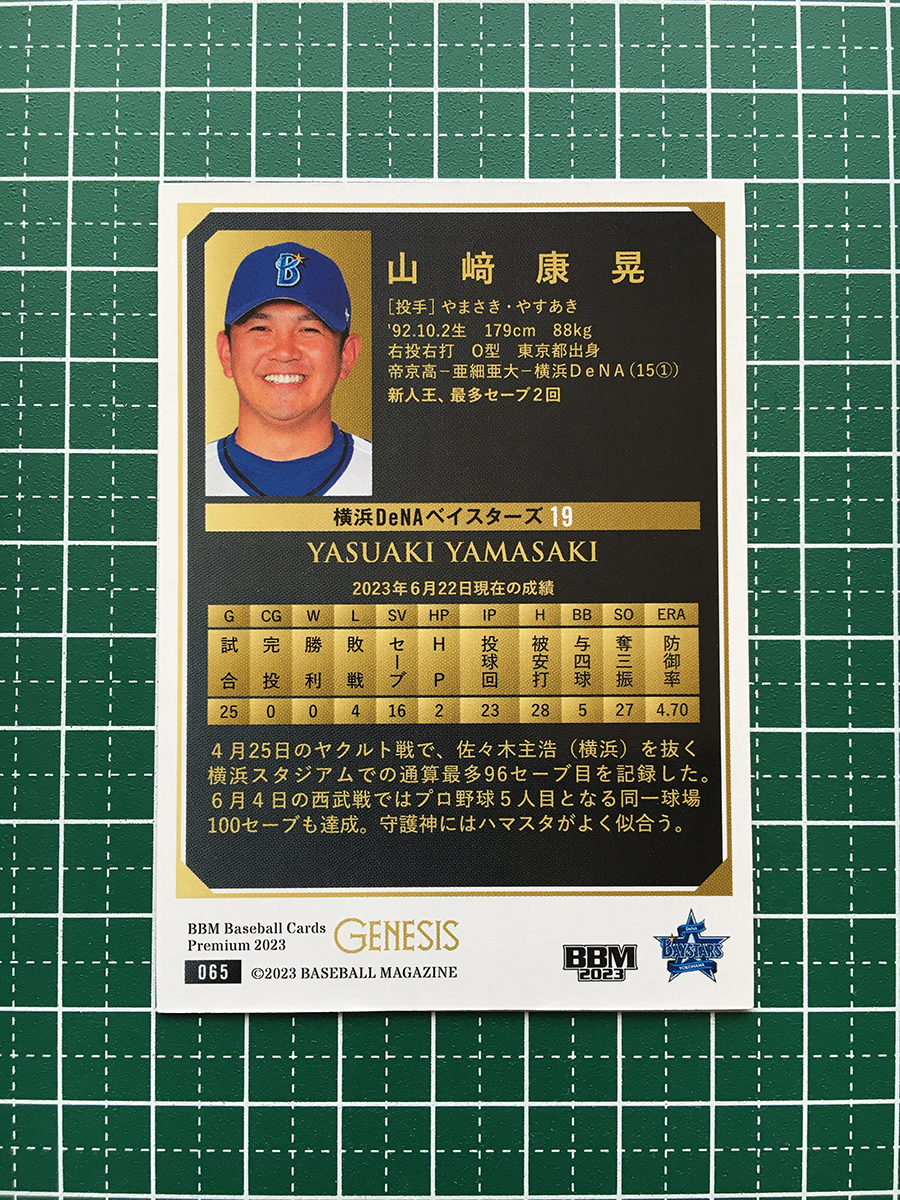 山﨑康晃
［投手］やまさき・やすあき
'92.10.2生　179cm　88kg
右投右打　O型　東京都出身
帝京高－亜細亜大－横浜DeNA（15①）
新人王、最多セーブ2回
横浜DeNAベイスターズ 19
YASUAKI YAMASAKI
2023年6月22日現在の成績
G CG W L SV HP IP H BB SO ERA
試合 完投 勝利 敗戦 セーブ HP 投球回 被安打 与四球 奪三振 防御率
25 0 0 4 16 2 23 28 5 27 4.70
４月25日のヤクルト戦で、佐々木主浩（横浜）を抜く
横浜スタジアムでの通算最多96セーブ目を記録した。
６月４日の西武戦ではプロ野球５人目となる同一球場
100セーブも達成。守護神にはハマスタがよく似合う。
BBM Baseball Cards
Premium 2023
GENESIS
065 ©2023 BASEBALL MAGAZINE
BBM
2023
DeNA
BAYSTARS
YOKOHAMA